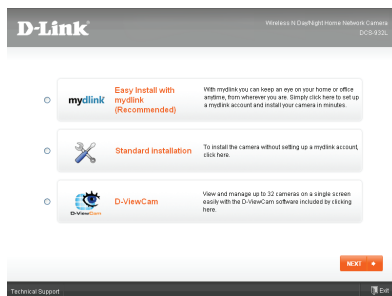 D-Link
Wireless N Day/Night Home Network Camera
DCS-932L
mydlink
Easy Install with
mydlink
(Recommended)
With mydlink you can keep an eye on your home or office
anytime, from wherever you are. Simply click here to set up
a mydlink account and install your camera in minutes.
Standard installation
To install the camera without setting up a mydlink account,
click here.
D-ViewCam
D-ViewCam
View and manage up to 32 cameras on a single screen
easily with the D-ViewCam software included by clicking
here.
NEXT
Technical Support
Exit